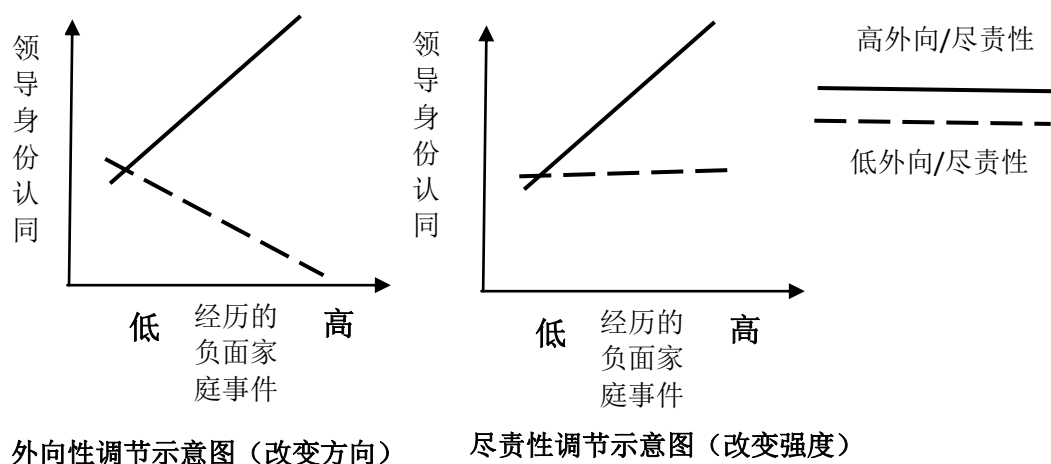 领导身份认同
低
经历的
负面家
庭事件
高
外向性调节示意图（改变方向）
领导身份认同
低
经历的
负面家
庭事件
高
尽责性调节示意图（改变强度）
高外向/尽责性
低外向/尽责性